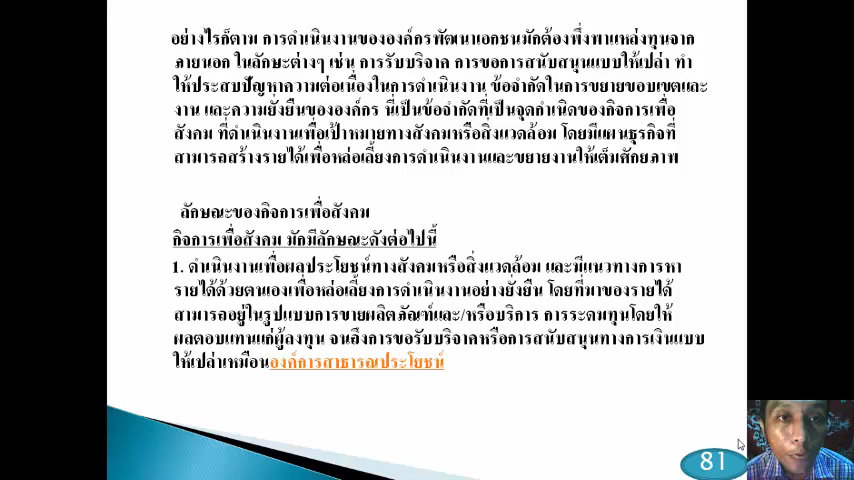 อย่างไรก็ตาม การดำเนินงานขององค์กรพัฒนาเอกชนมักต้องพึ่งพาแหล่งทุนจาก
ภายนอก ในลักษะต่างๆ เช่น การรับบริจาค การขอการสนับสนุนแบบให้เปล่า ทำ
ให้ประสบปัญหาความต่อเนื่องในการดำเนินงาน ข้อจำกัดในการขยายขอบเขตและ
งาน และความยั่งยืนขององค์กร นี่เป็นข้อจำกัดที่เป็นจุดกำเนิดของกิจการเพื่อ
สังคม ที่ดำเนินงานเพื่อเป้าหมายทางสังคมหรือสิ่งแวดล้อม โดยมีแผนธุรกิจที่
สามารถสร้างรายได้เพื่อหล่อเลี้ยงการดำเนินงานและขยายงานให้เต็มศักยภาพ
ลักษณะของกิจการเพื่อสังคม
กิจการเพื่อสังคม มักมีลักษณะดังต่อไปนี้
1. ดำเนินงานเพื่อผลประโยชน์ทางสังคมหรือสิ่งแวดล้อม และมีแนวทางการหา
รายได้ด้วยตนเองเพื่อหล่อเลี้ยงการดำเนินงานอย่างยั่งยืน โดยที่มาของรายได้
สามารถอยู่ในรูปแบบการขายผลิตภัณฑ์และ/หรือบริการ การระดมทุนโดยให้
ผลตอบแทนแก่ผู้ลงทุน จนถึงการขอรับบริจาคหรือการสนับสนุนทางการเงินแบบ
ให้เปล่าเหมือนองค์การสาธารณประโยชน์
81